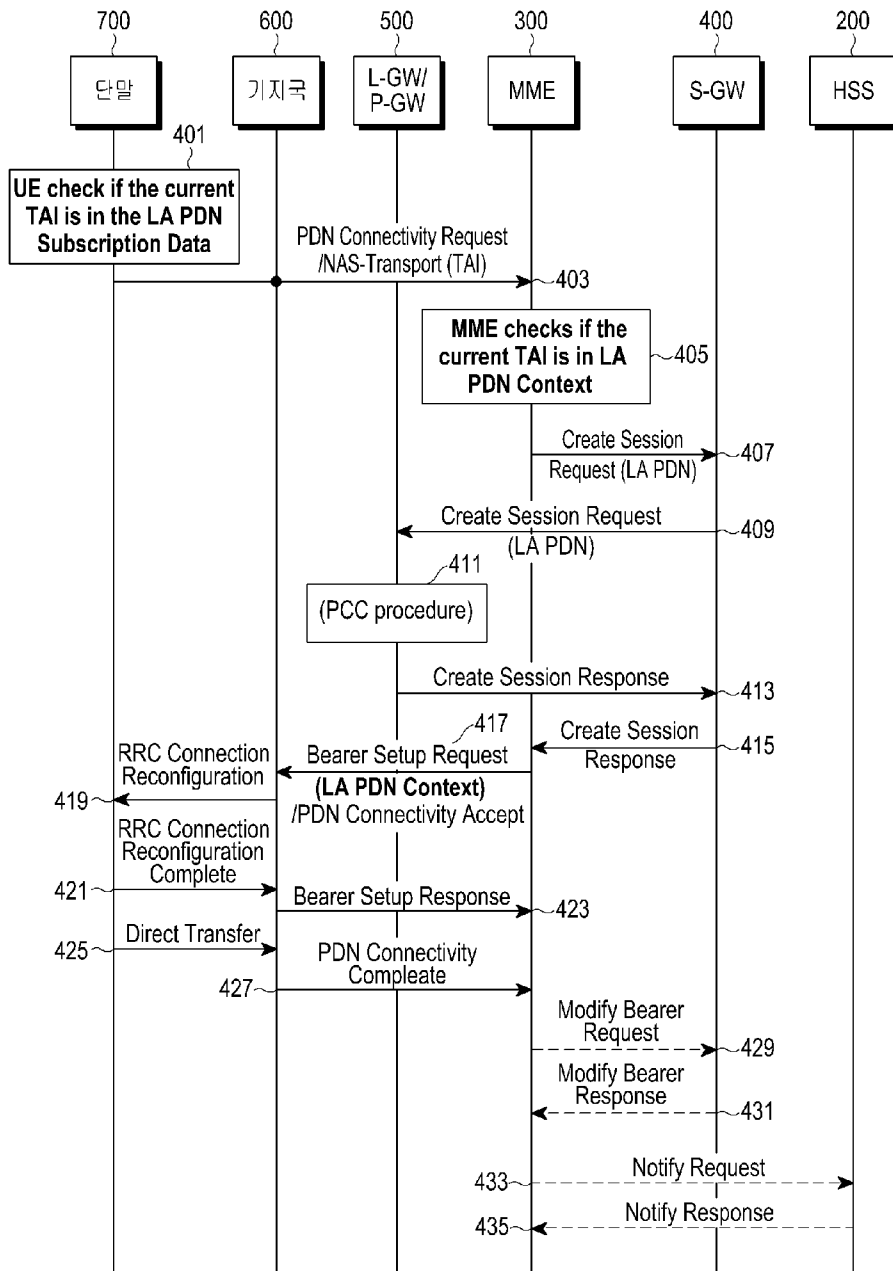 700
600
500
300
400
200
단말
기지국
L-GW/
P-GW
MME
S-GW
HSS
401
UE check if the current
TAI is in the LA PDN
Subscription Data
PDN Connectivity Request
/NAS-Transport (TAI)
403
MME checks if the
current TAI is in LA
PDN Context
405
Create Session
Request (LA PDN)
407
Create Session Request
(LA PDN)
409
411
(PCC procedure)
Create Session Response
413
417
Create Session
Response
415
Bearer Setup Request
(LA PDN Context)
/PDN Connectivity Accept
RRC Connection
Reconfiguration
419
RRC Connection
Reconfiguration
Complete
421
Bearer Setup Response
423
Direct Transfer
425
PDN Connectivity
Compleate
427
Modify Bearer
Request
429
Modify Bearer
Response
431
Notify Request
433
Notify Response
435